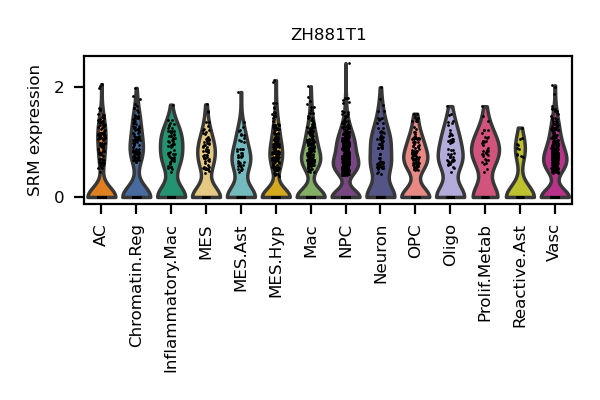 ZH881T1
SRM expression
2
0
AC
Chromatin.Reg
Inflammatory.Mac
MES
MES.Ast
MES.Hyp
Mac
NPC
Neuron
OPC
Oligo
Prolif.Metab
Reactive.Ast
Vasc